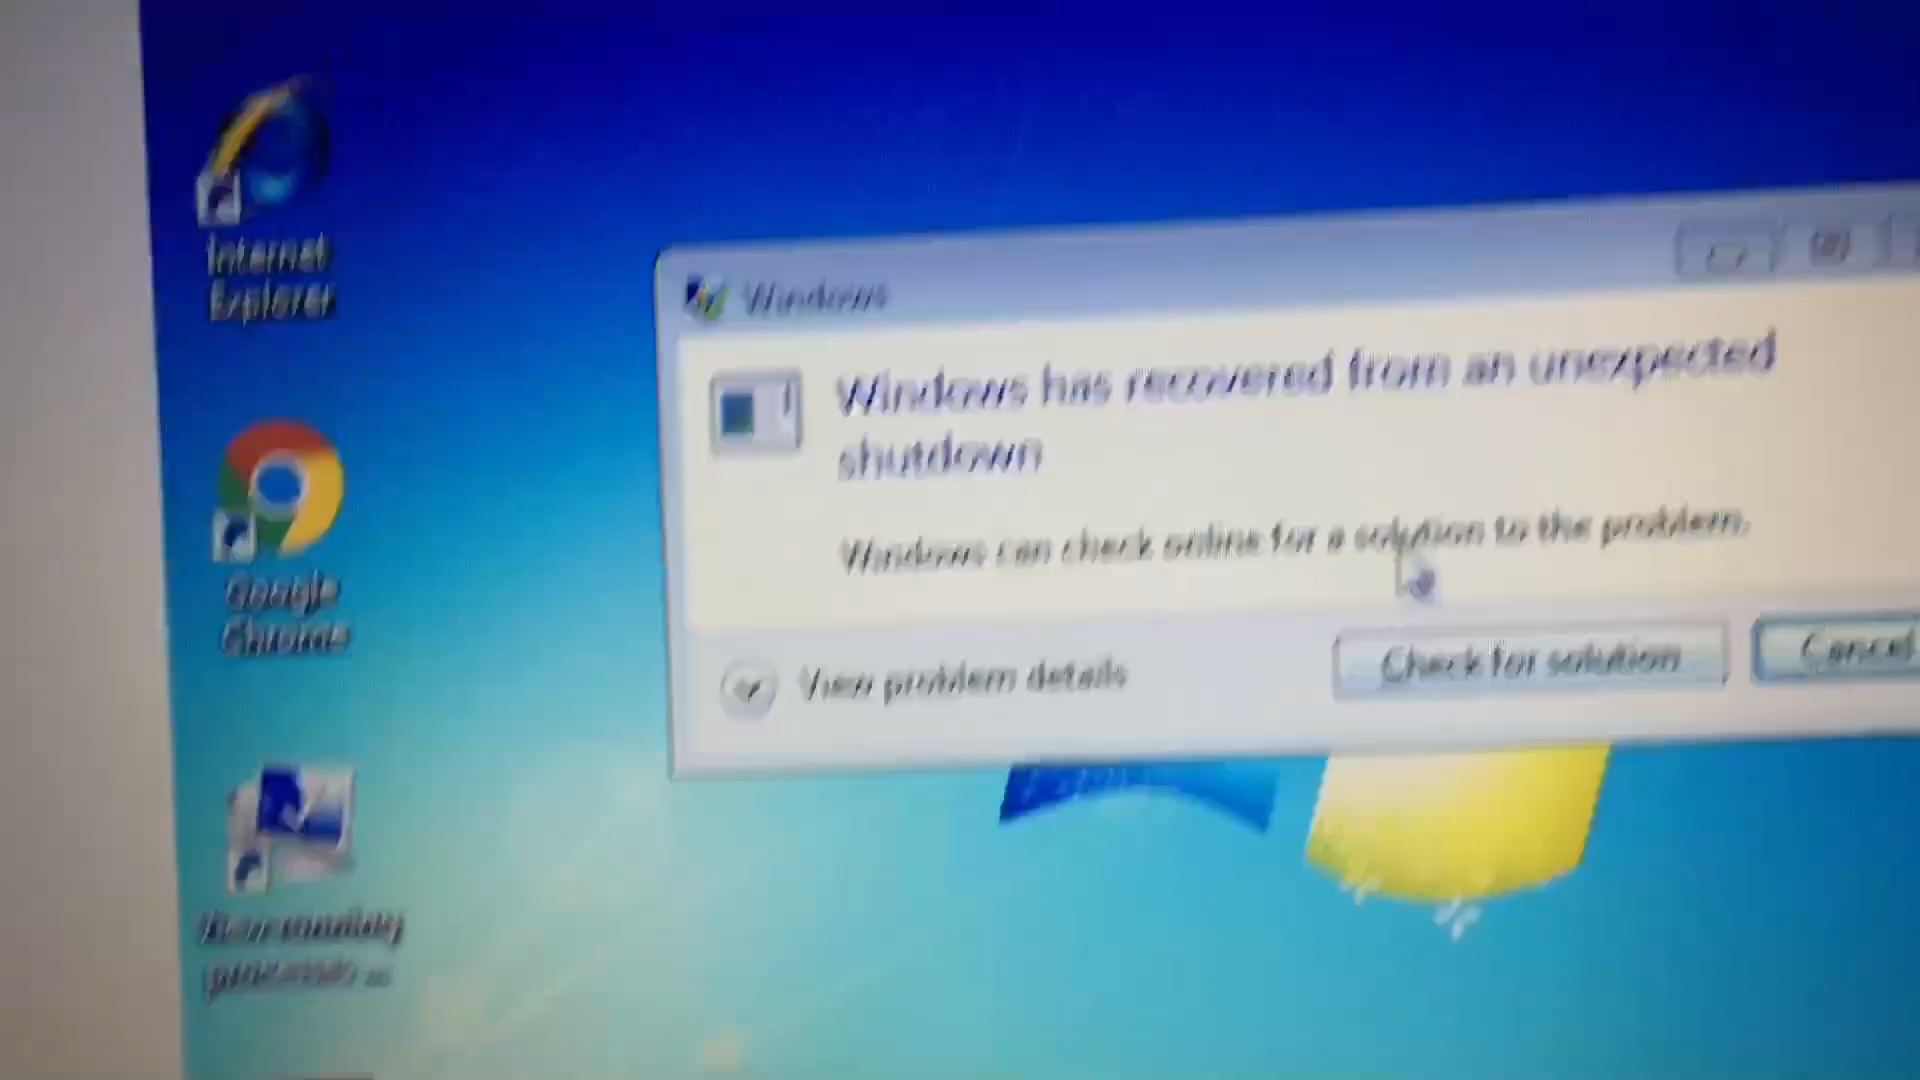 Internet
Explorer
Google
Chrome
Windows
Windows has recovered from an unexpected
shutdown
Windows can check online for a solution to the problem.
View problem details
Check for solution
Cancel